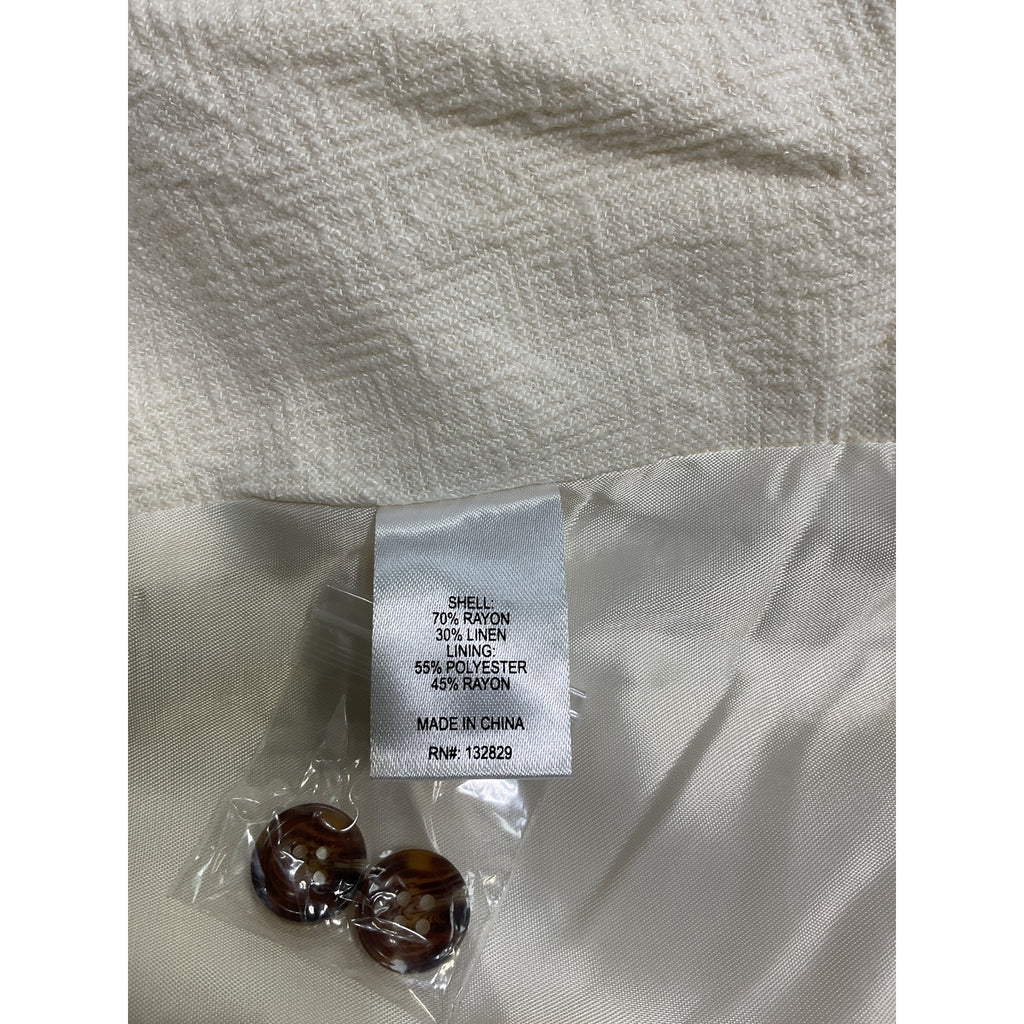 SHELL:
70% RAYON
30% LINEN
LINING:
55% POLYESTER
45% RAYON
MADE IN CHINA
RN#: 132829